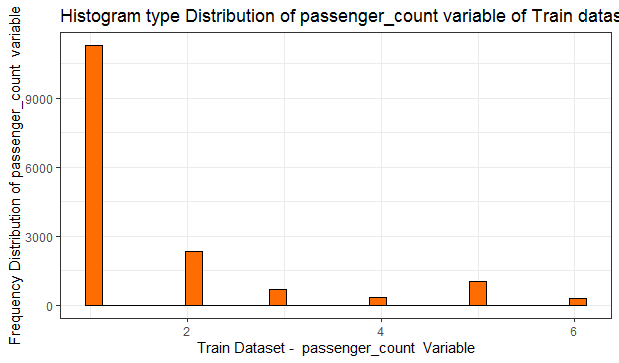 Histogram type Distribution of passenger_count variable of Train datas
Frequency Distribution of passenger_count variable
9000
6000
3000
0
2
4
6
Train Dataset - passenger_count Variable